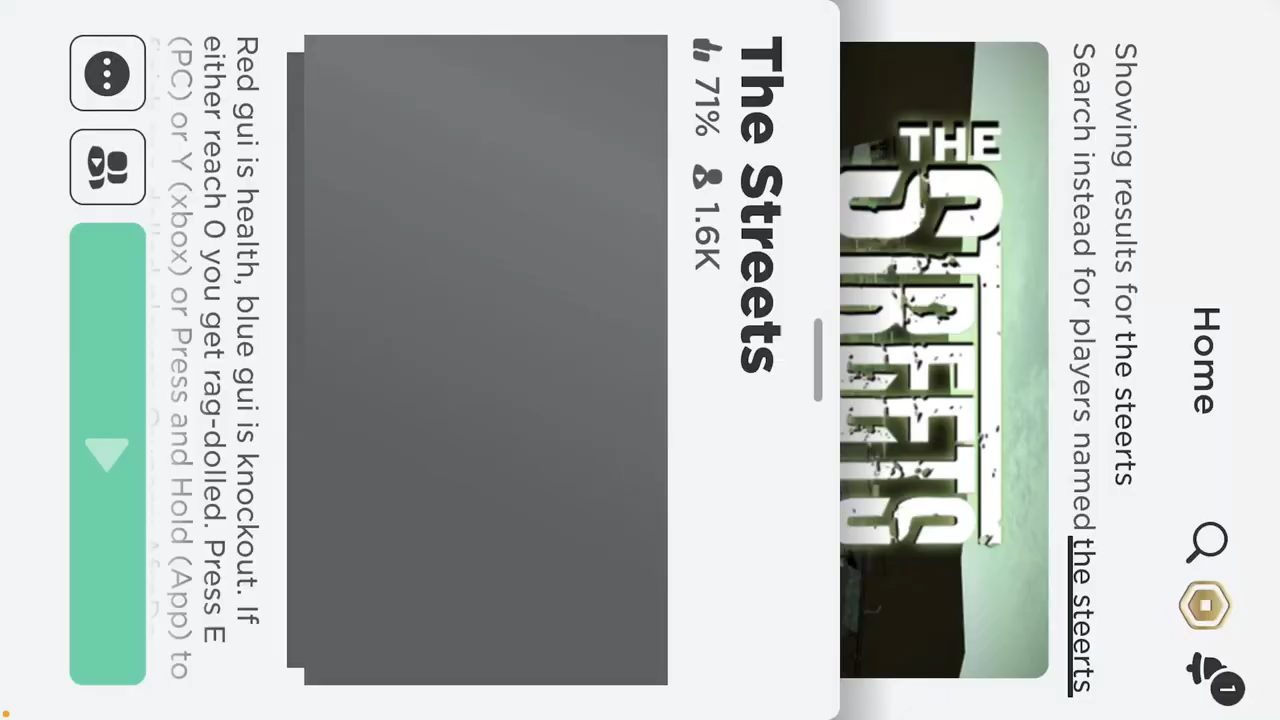 Home
1
Showing results for the steerts
Search instead for players named the steerts
THE
STREETS
The Streets
71% 1.6K
Red gui is health, blue gui is knockout. If
either reach 0 you get rag-dolled. Press E
(PC) or Y (xbox) or Press and Hold (App) to